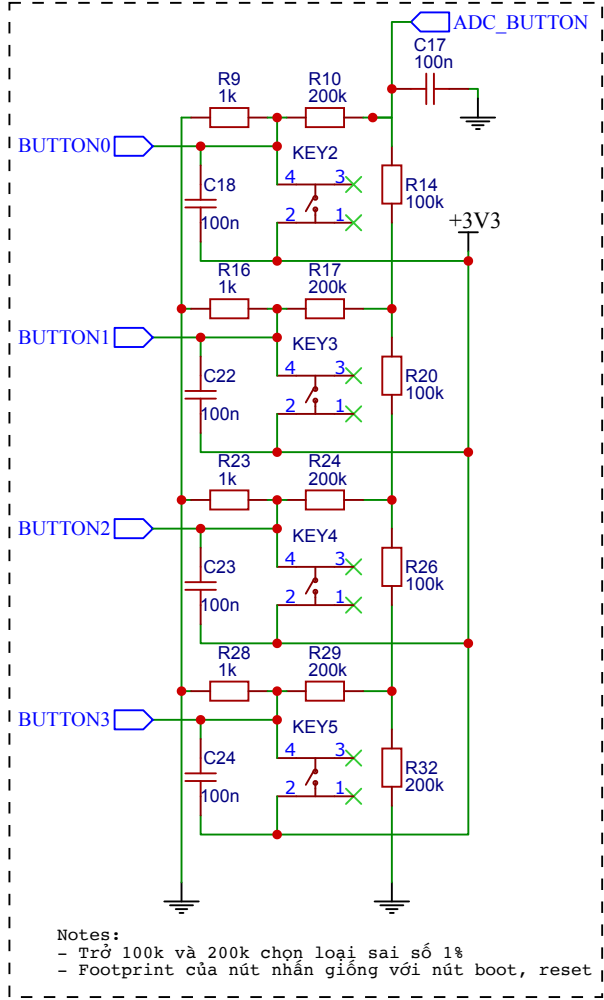 ADC_BUTTON
C17
100n
R9
1k
R10
200k
BUTTON0
KEY2
C18
100n
4
3
2
1
R14
100k
+3V3
R16
1k
R17
200k
BUTTON1
KEY3
C22
100n
4
3
2
1
R20
100k
R23
1k
R24
200k
BUTTON2
KEY4
C23
100n
4
3
2
1
R26
100k
R28
1k
R29
200k
BUTTON3
KEY5
C24
100n
4
3
2
1
R32
200k
Notes:
- Trở 100k và 200k chọn loại sai số 1%
- Footprint của nút nhấn giống với nút boot, reset